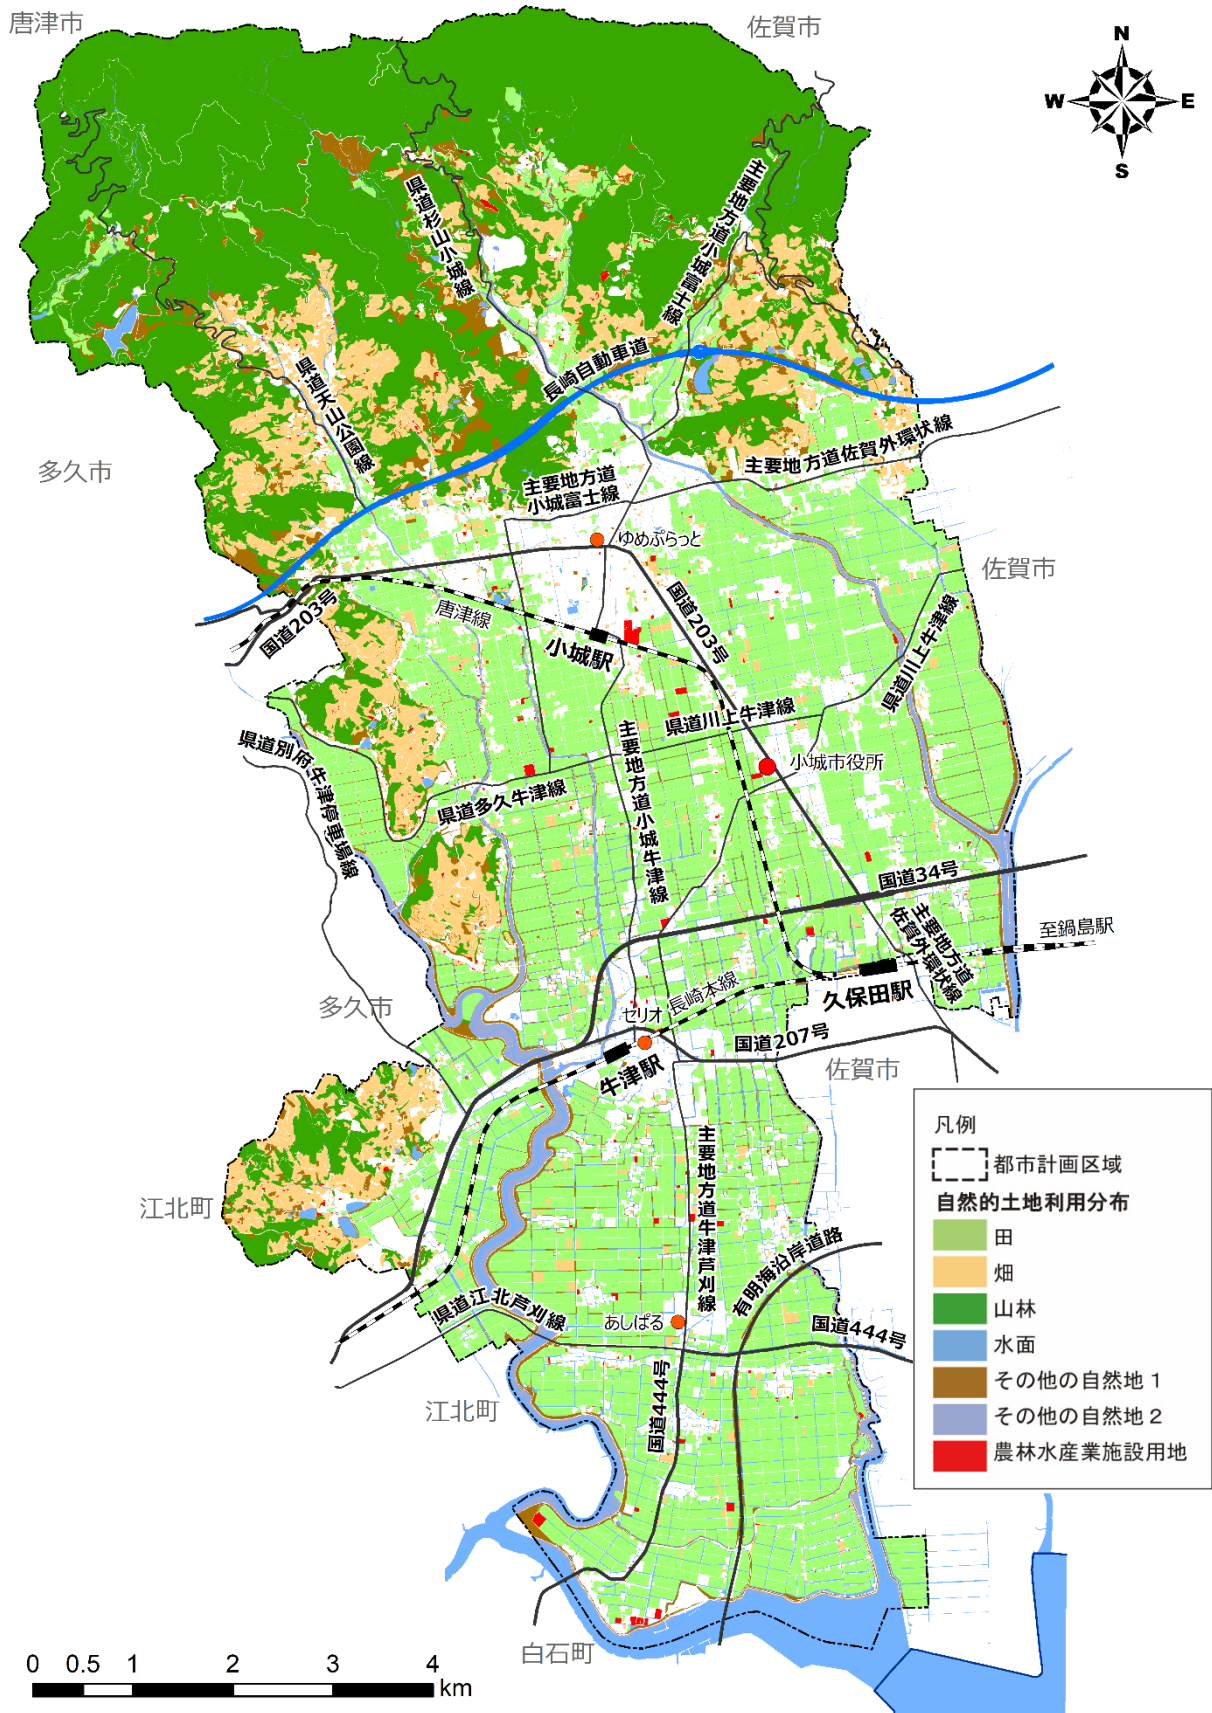 唐津市
佐賀市
N
W
E
S
主要地方道小城富士線
県道杉山小城線
長崎自動車道
県道天山公園線
多久市
主要地方道佐賀外環状線
主要地方道
小城富士線
ゆめぷらっと
佐賀市
国道203号
唐津線
国道203号
小城駅
県道川上牛津線
県道川上牛津線
主要地方道小城牛津線
県道別府牛津停車場線
小城市役所
県道多久牛津線
国道34号
主要地方道
佐賀外環状線
至鍋島駅
久保田駅
長崎本線
多久市
セリオ
国道207号
牛津駅
佐賀市
主要地方道牛津芦刈線
江北町
有明海沿岸道路
県道江北芦刈線
あしぱる
国道444号
国道444号
江北町
白石町
凡例
都市計画区域
自然的土地利用分布
田
畑
山林
水面
その他の自然地1
その他の自然地2
農林水産業施設用地
0 0.5 1 2 3 4
km